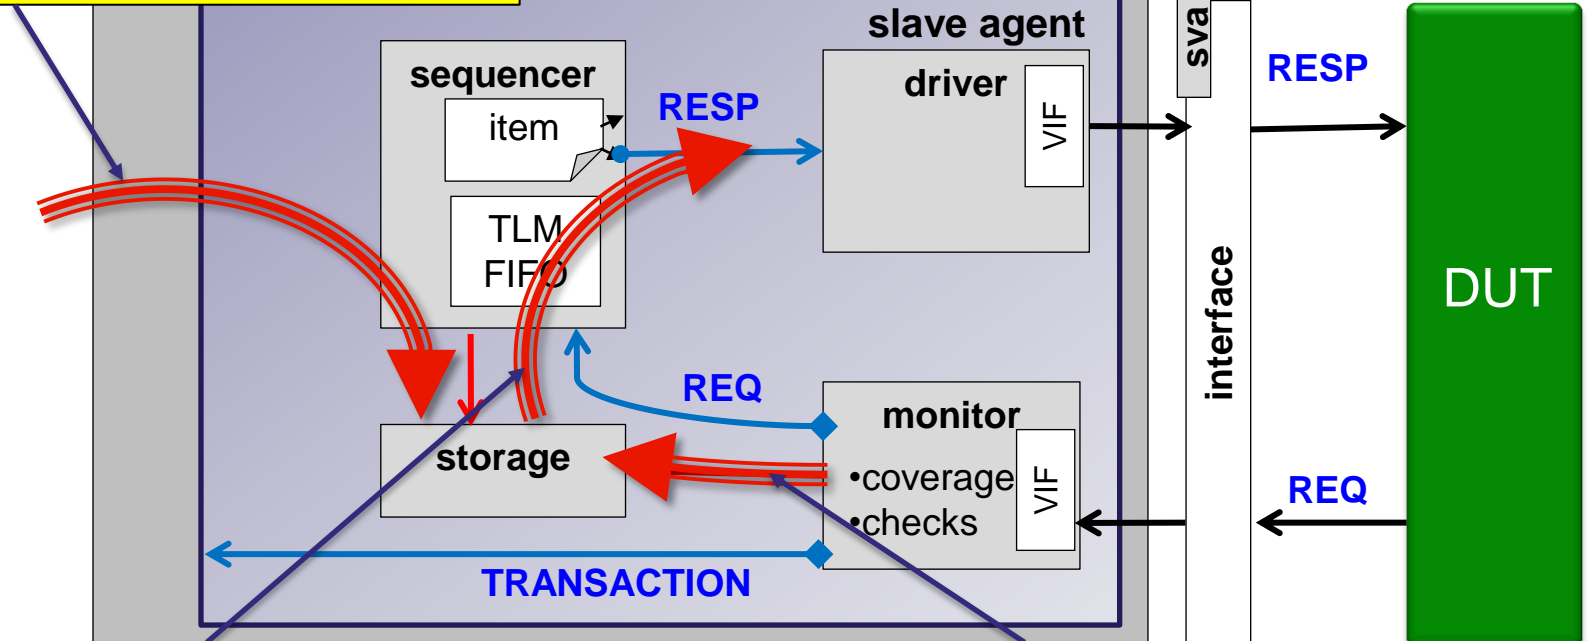 slave agent
sva
RESP
sequencer
driver
RESP
item
VIF
TLM
FIFO
interface
DUT
REQ
monitor
storage
•coverage
VIF
REQ
•checks
TRANSACTION